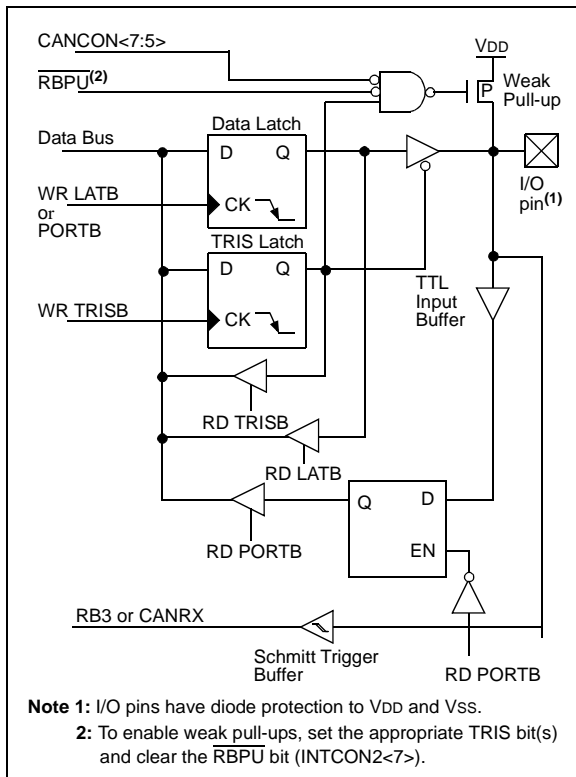 CANCON<7:5>
RBPU(2)
VDD
P
Weak
Pull-up
Data Latch
Data Bus
D
Q
I/O
pin(1)
WR LATB
or
PORTB
CK
TRIS Latch
D
Q
TTL
Input
Buffer
WR TRISB
CK
RD TRISB
RD LATB
Q
D
EN
RD PORTB
RB3 or CANRX
Schmitt Trigger
Buffer
RD PORTB
Note 1: I/O pins have diode protection to VDD and VSS.
2: To enable weak pull-ups, set the appropriate TRIS bit(s)
and clear the RBPU bit (INTCON2<7>).